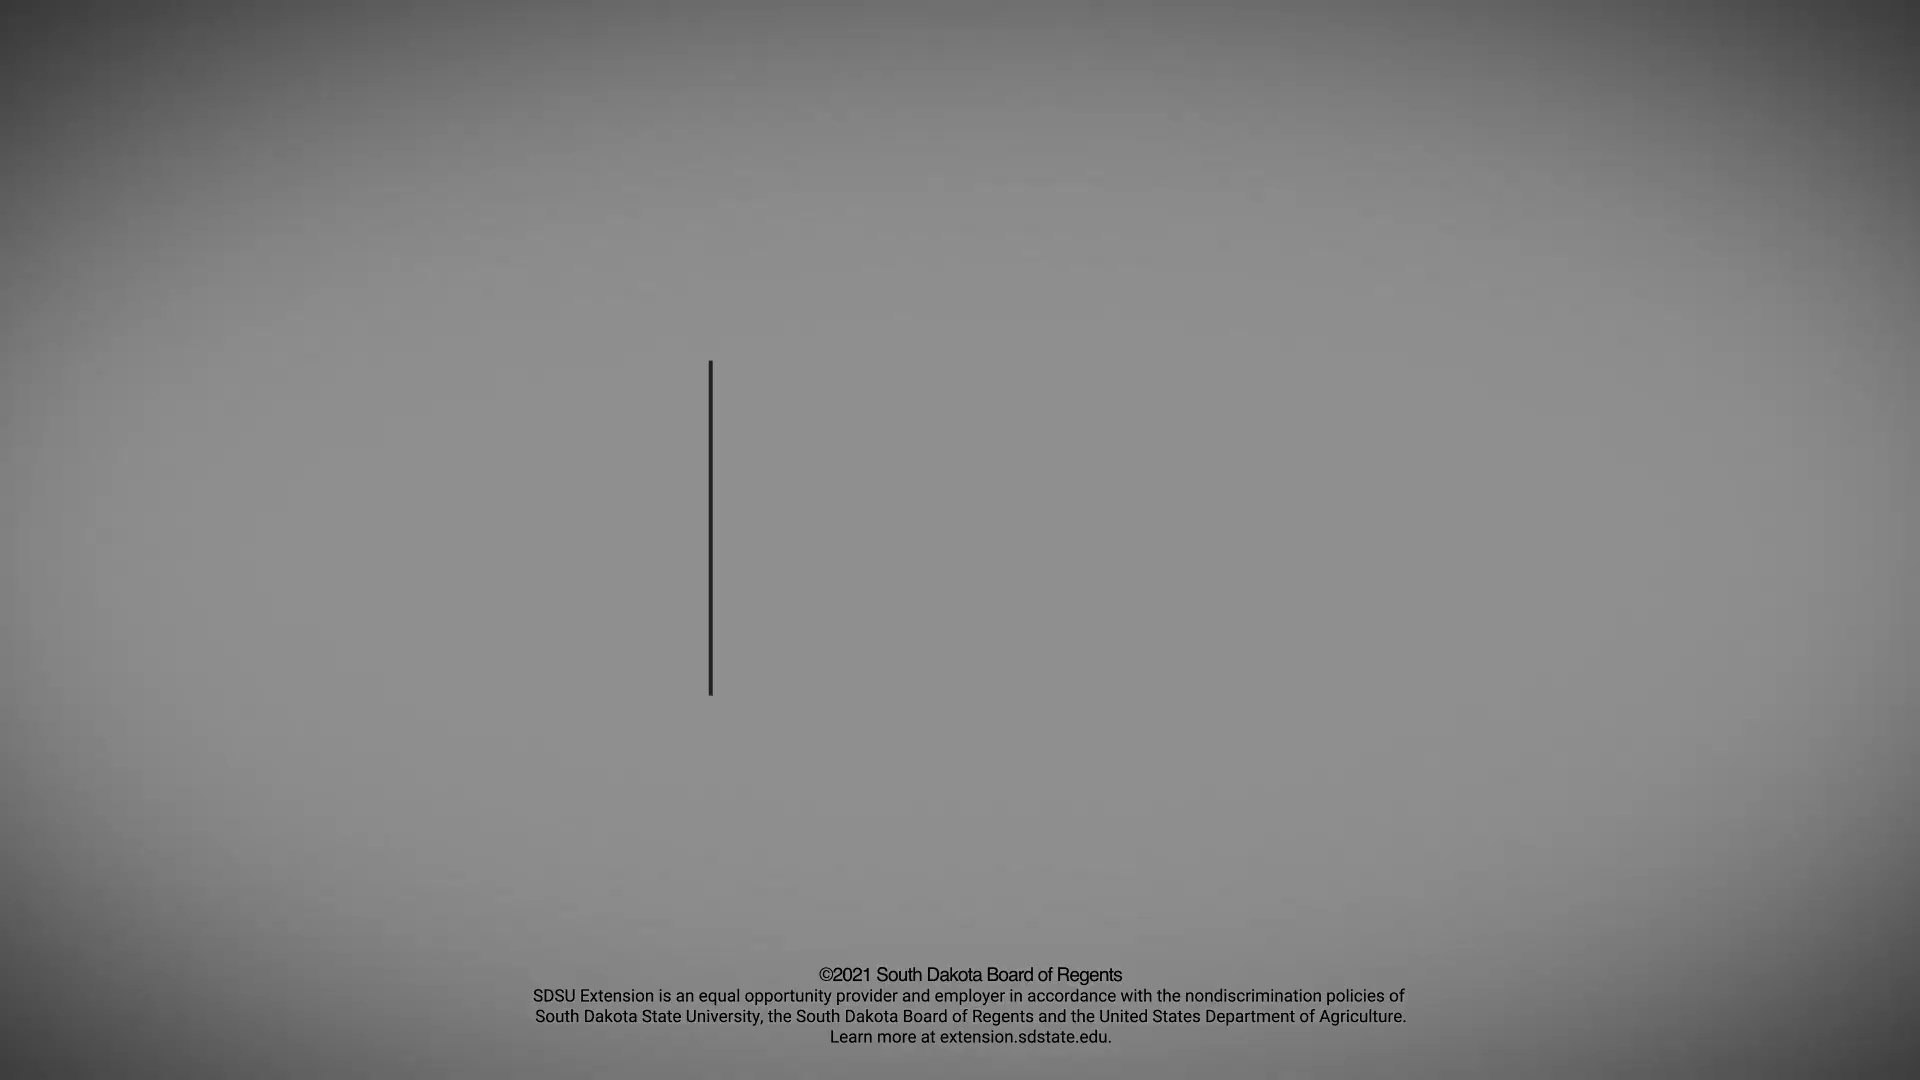 ©2021 South Dakota Board of Regents
SDSU Extension is an equal opportunity provider and employer in accordance with the nondiscrimination policies of
South Dakota State University, the South Dakota Board of Regents and the United States Department of Agriculture.
Learn more at extension.sdstate.edu.